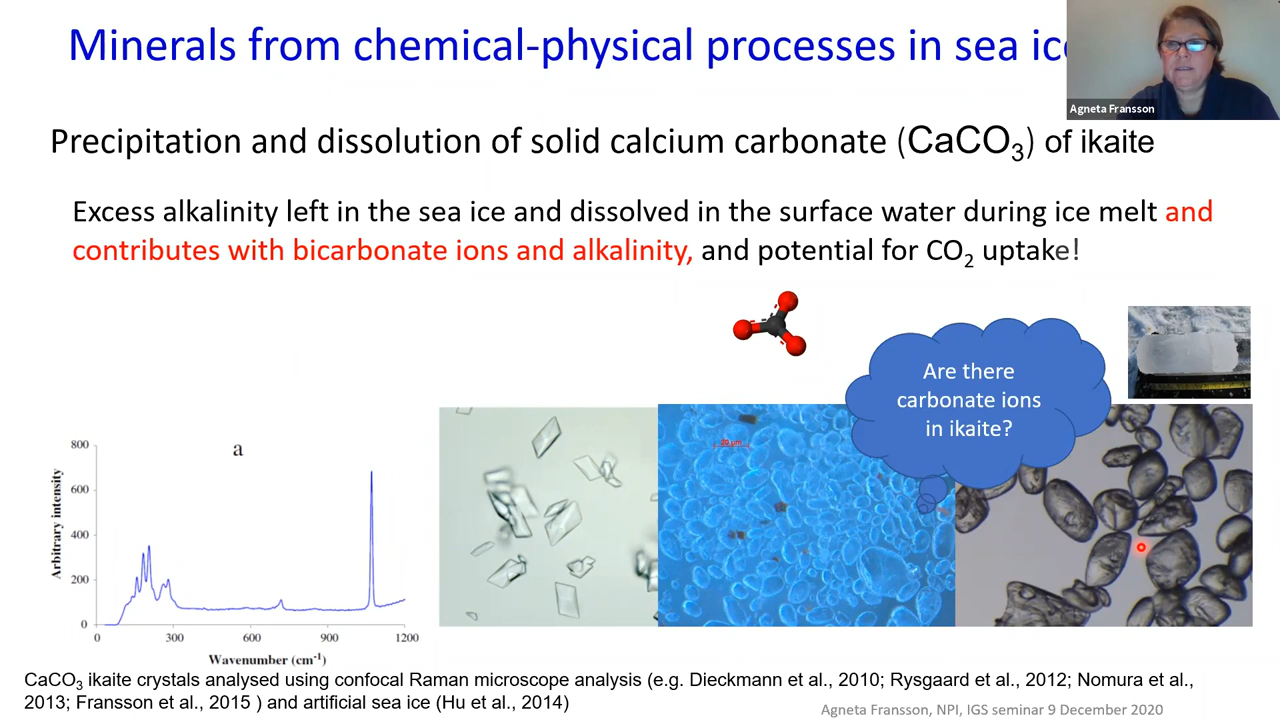 Minerals from chemical-physical processes in sea ice
Agneta Fransson
Precipitation and dissolution of solid calcium carbonate (CaCO₃) of ikaite
Excess alkalinity left in the sea ice and dissolved in the surface water during ice melt and
contributes with bicarbonate ions and alkalinity, and potential for CO₂ uptake!
Are there
carbonate ions
in ikaite?
a
800
600
400
200
0
Arbitrary intensity
0
300
600
900
1200
Wavenumber (cm⁻¹)
CaCO₃ ikaite crystals analysed using confocal Raman microscope analysis (e.g. Dieckmann et al., 2010; Rysgaard et al., 2012; Nomura et al.,
2013; Fransson et al., 2015 ) and artificial sea ice (Hu et al., 2014)
Agneta Fransson, NPI, IGS seminar 9 December 2020